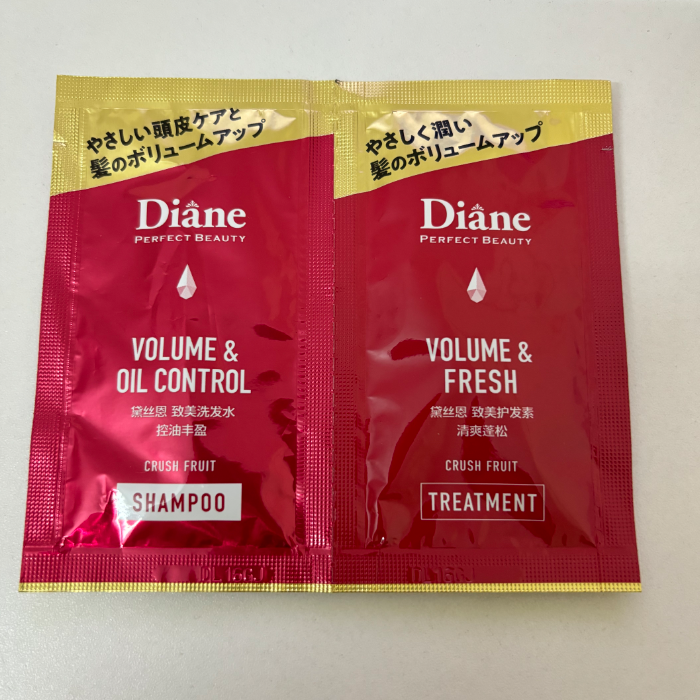 やさしい頭皮ケアと
髪のボリュームアップ
Diane
PERFECT BEAUTY
VOLUME &
OIL CONTROL
黛丝恩 致美洗发水
控油丰盈
CRUSH FRUIT
SHAMPOO
やさしく潤い
髪のボリュームアップ
Diane
PERFECT BEAUTY
VOLUME &
FRESH
黛丝恩 致美护发素
清爽蓬松
CRUSH FRUIT
TREATMENT